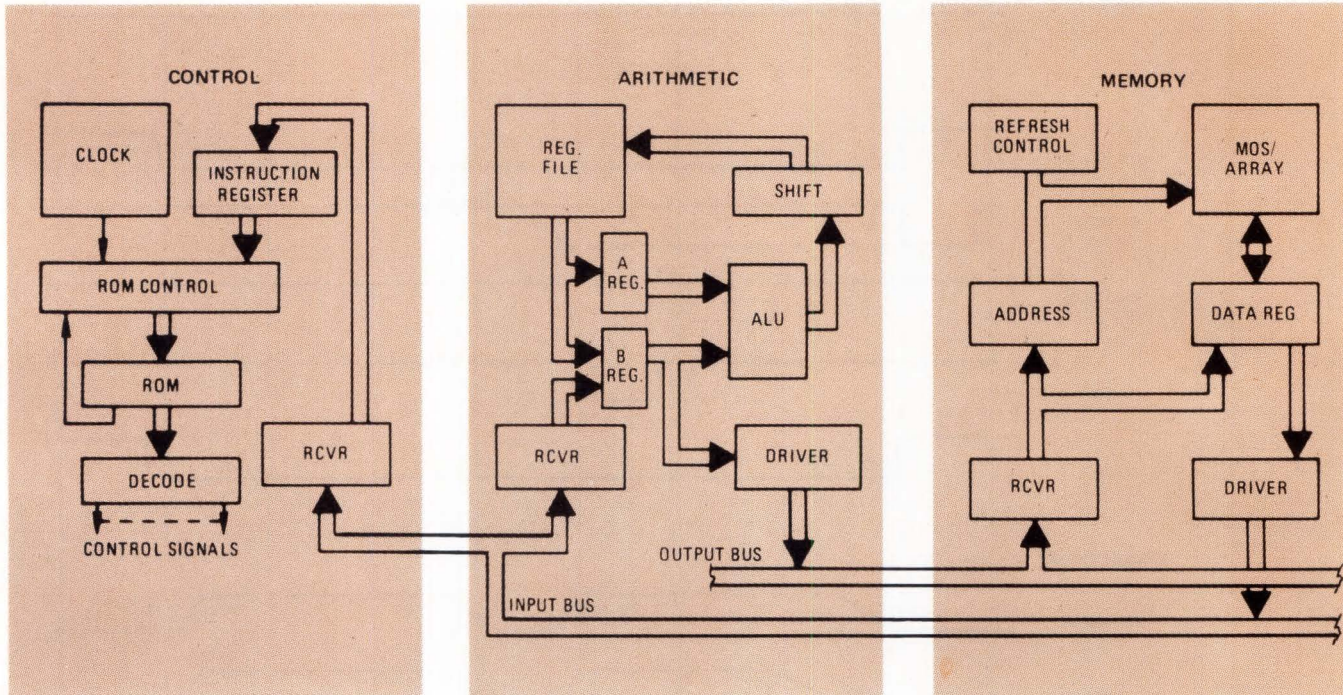 CONTROL
CLOCK
INSTRUCTION
REGISTER
ROM CONTROL
ROM
DECODE
CONTROL SIGNALS
RCVR
ARITHMETIC
REG.
FILE
SHIFT
A
REG.
B
REG.
ALU
RCVR
DRIVER
OUTPUT BUS
INPUT BUS
MEMORY
REFRESH
CONTROL
MOS/
ARRAY
ADDRESS
DATA REG
RCVR
DRIVER